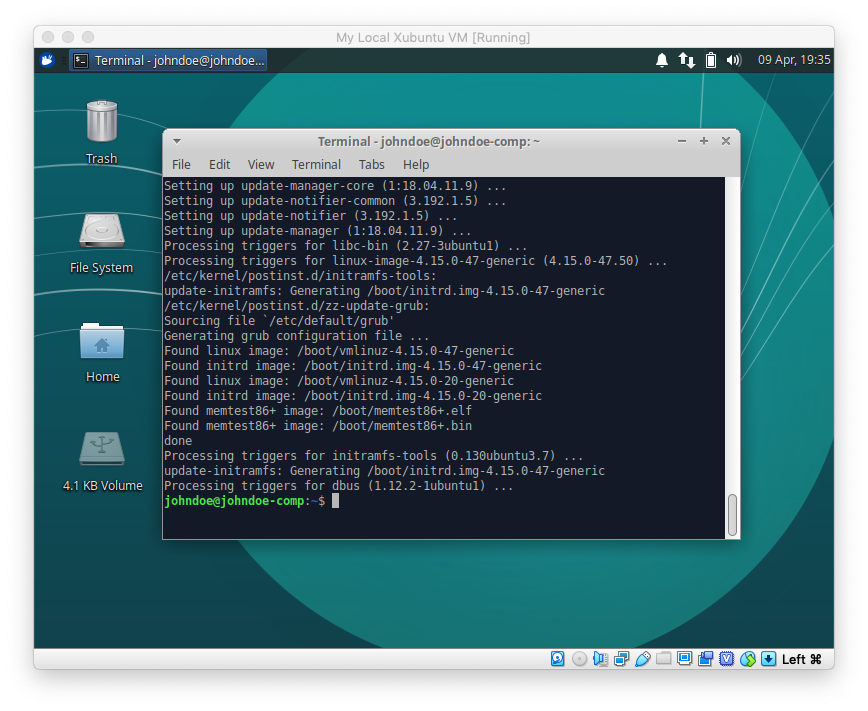 My Local Xubuntu VM [Running]
Terminal - johndoe@johndoe...
09 Apr, 19:35
Trash
File System
Home
4.1 KB Volume
Terminal - johndoe@johndoe-comp: ~
File Edit View Terminal Tabs Help
Setting up update-manager-core (1:18.04.11.9) ...
Setting up update-notifier-common (3.192.1.5) ...
Setting up update-notifier (3.192.1.5) ...
Setting up update-manager (1:18.04.11.9) ...
Processing triggers for libc-bin (2.27-3ubuntu1) ...
Processing triggers for linux-image-4.15.0-47-generic (4.15.0-47.50) ...
/etc/kernel/postinst.d/initramfs-tools:
update-initramfs: Generating /boot/initrd.img-4.15.0-47-generic
/etc/kernel/postinst.d/zz-update-grub:
Sourcing file `/etc/default/grub'
Generating grub configuration file ...
Found linux image: /boot/vmlinuz-4.15.0-47-generic
Found initrd image: /boot/initrd.img-4.15.0-47-generic
Found linux image: /boot/vmlinuz-4.15.0-20-generic
Found initrd image: /boot/initrd.img-4.15.0-20-generic
Found memtest86+ image: /boot/memtest86+.elf
Found memtest86+ image: /boot/memtest86+.bin
done
Processing triggers for initramfs-tools (0.130ubuntu3.7) ...
update-initramfs: Generating /boot/initrd.img-4.15.0-47-generic
Processing triggers for dbus (1.12.2-1ubuntu1) ...
johndoe@johndoe-comp:~$
Left ⌘